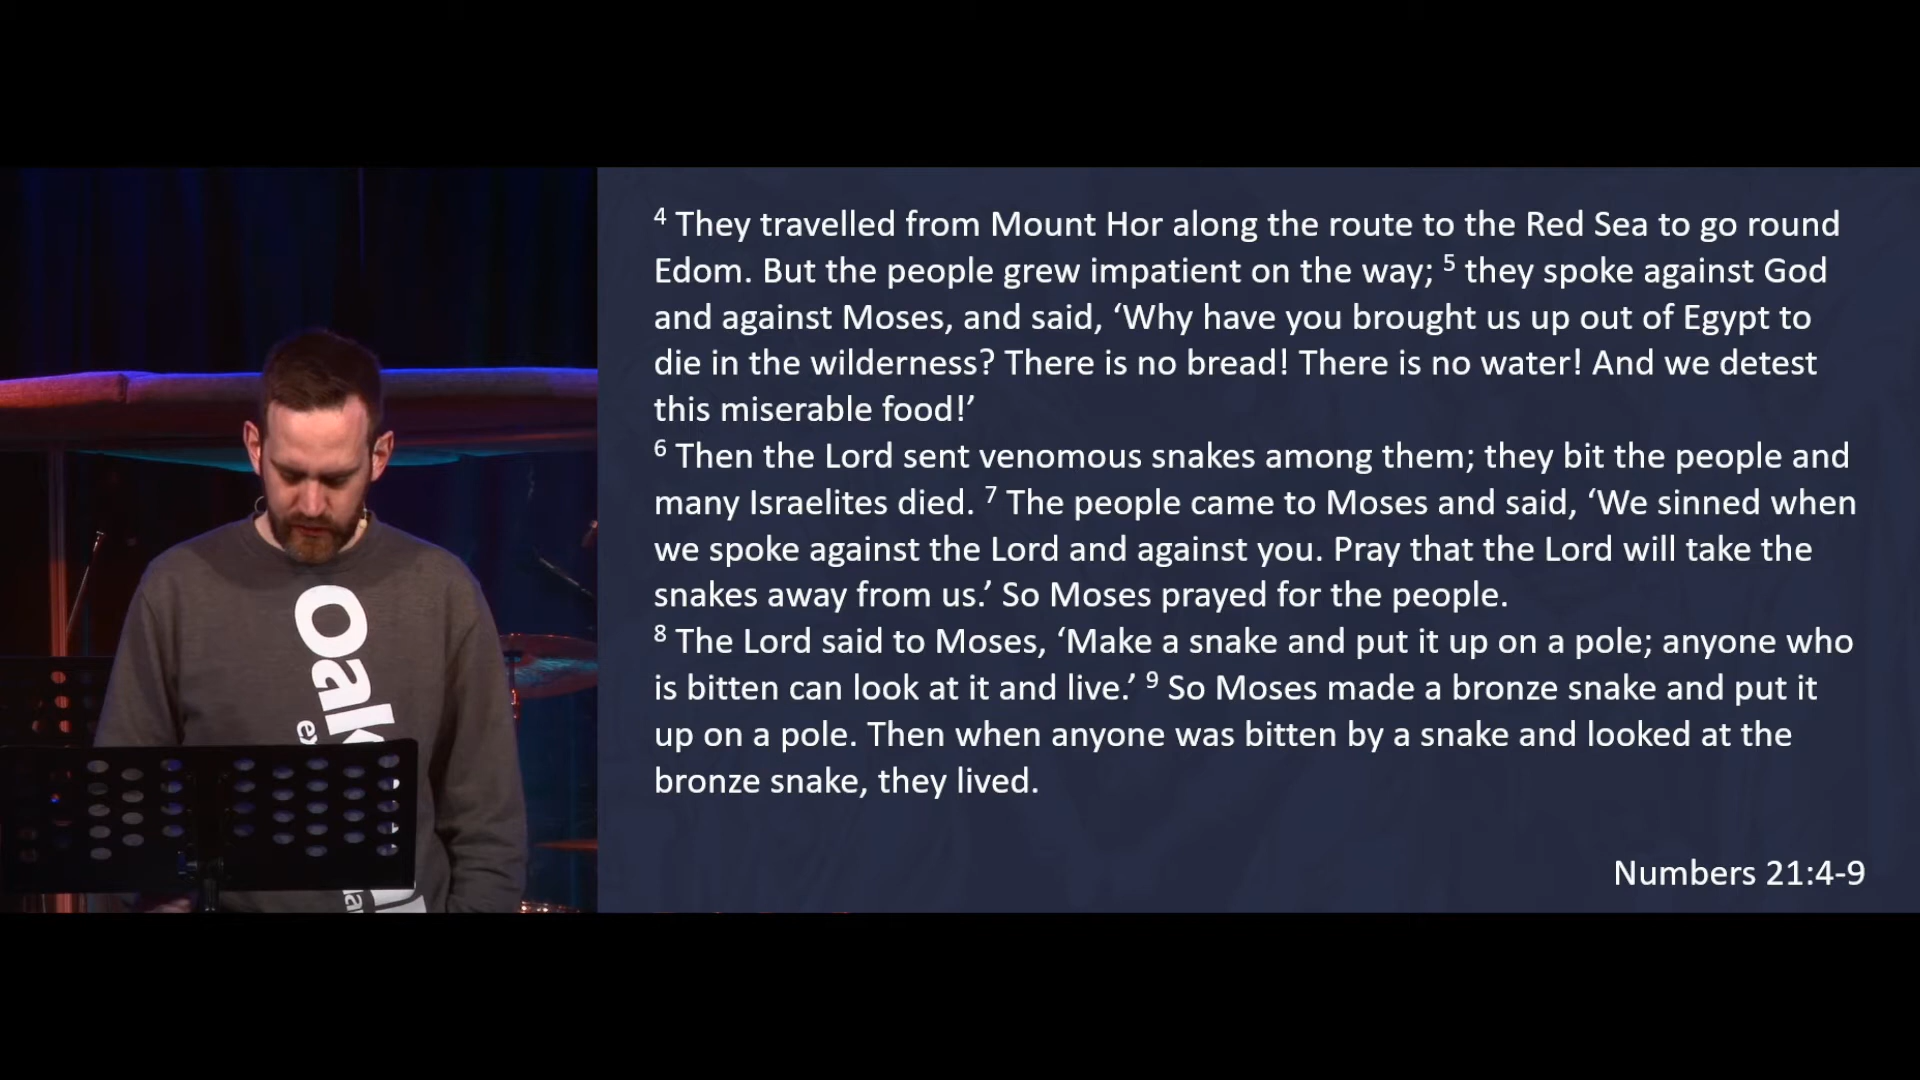 ⁴ They travelled from Mount Hor along the route to the Red Sea to go round
Edom. But the people grew impatient on the way; ⁵ they spoke against God
and against Moses, and said, ‘Why have you brought us up out of Egypt to
die in the wilderness? There is no bread! There is no water! And we detest
this miserable food!’
⁶ Then the Lord sent venomous snakes among them; they bit the people and
many Israelites died. ⁷ The people came to Moses and said, ‘We sinned when
we spoke against the Lord and against you. Pray that the Lord will take the
snakes away from us.’ So Moses prayed for the people.
⁸ The Lord said to Moses, ‘Make a snake and put it up on a pole; anyone who
is bitten can look at it and live.’ ⁹ So Moses made a bronze snake and put it
up on a pole. Then when anyone was bitten by a snake and looked at the
bronze snake, they lived.
Numbers 21:4-9